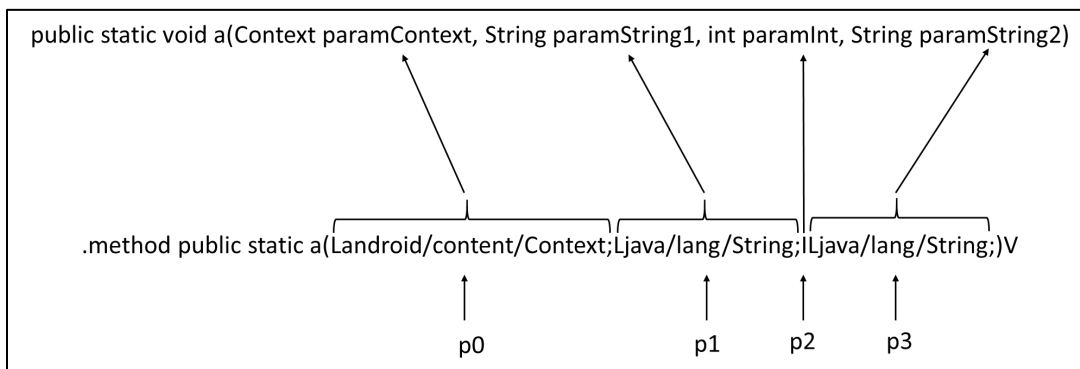 public static void a(Context paramContext, String paramString1, int paramInt, String paramString2)
.method public static a(Landroid/content/Context;Ljava/lang/String;ILjava/lang/String;)V
p0 p1 p2 p3